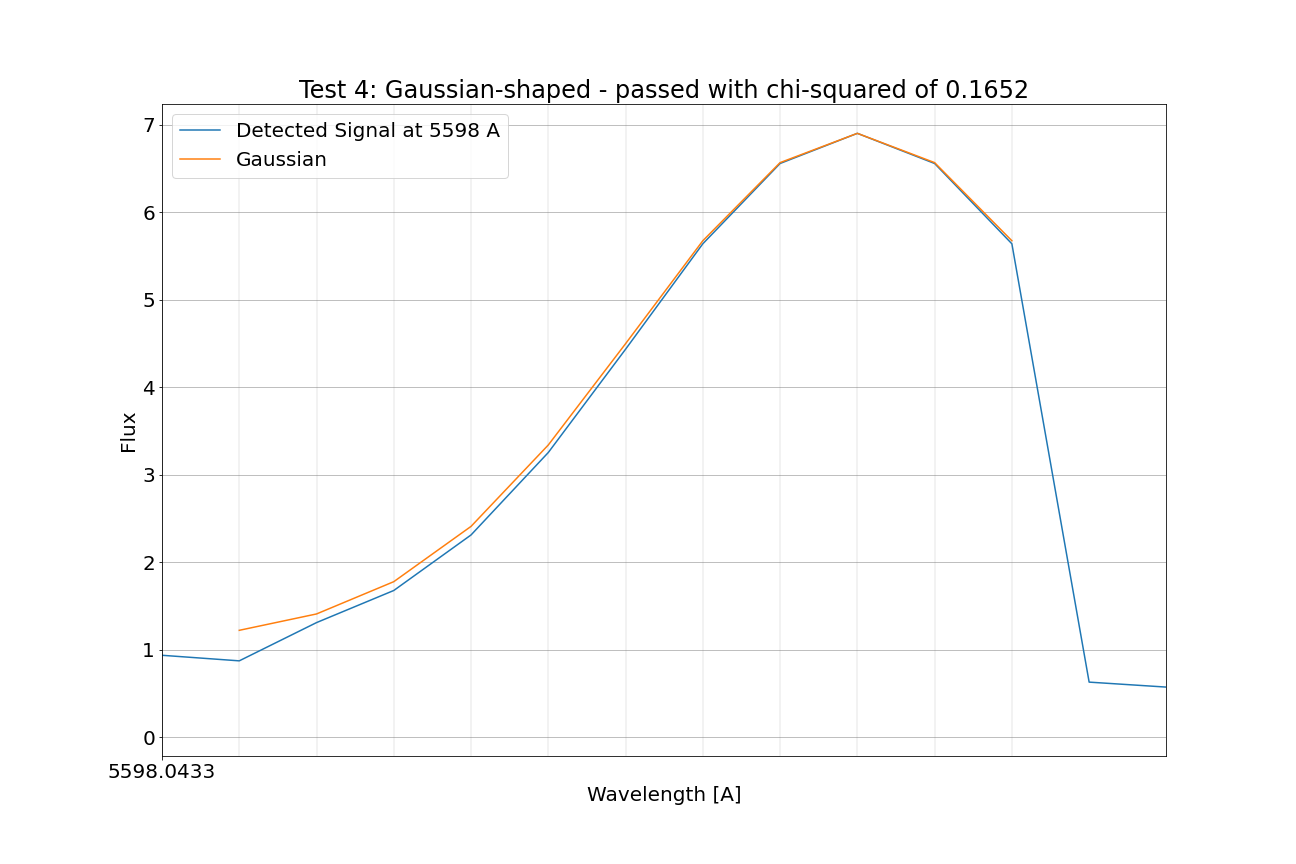 Test 4: Gaussian-shaped - passed with chi-squared of 0.1652
Detected Signal at 5598 A
Gaussian
7
6
5
4
3
2
1
0
Flux
5598.0433
Wavelength [A]